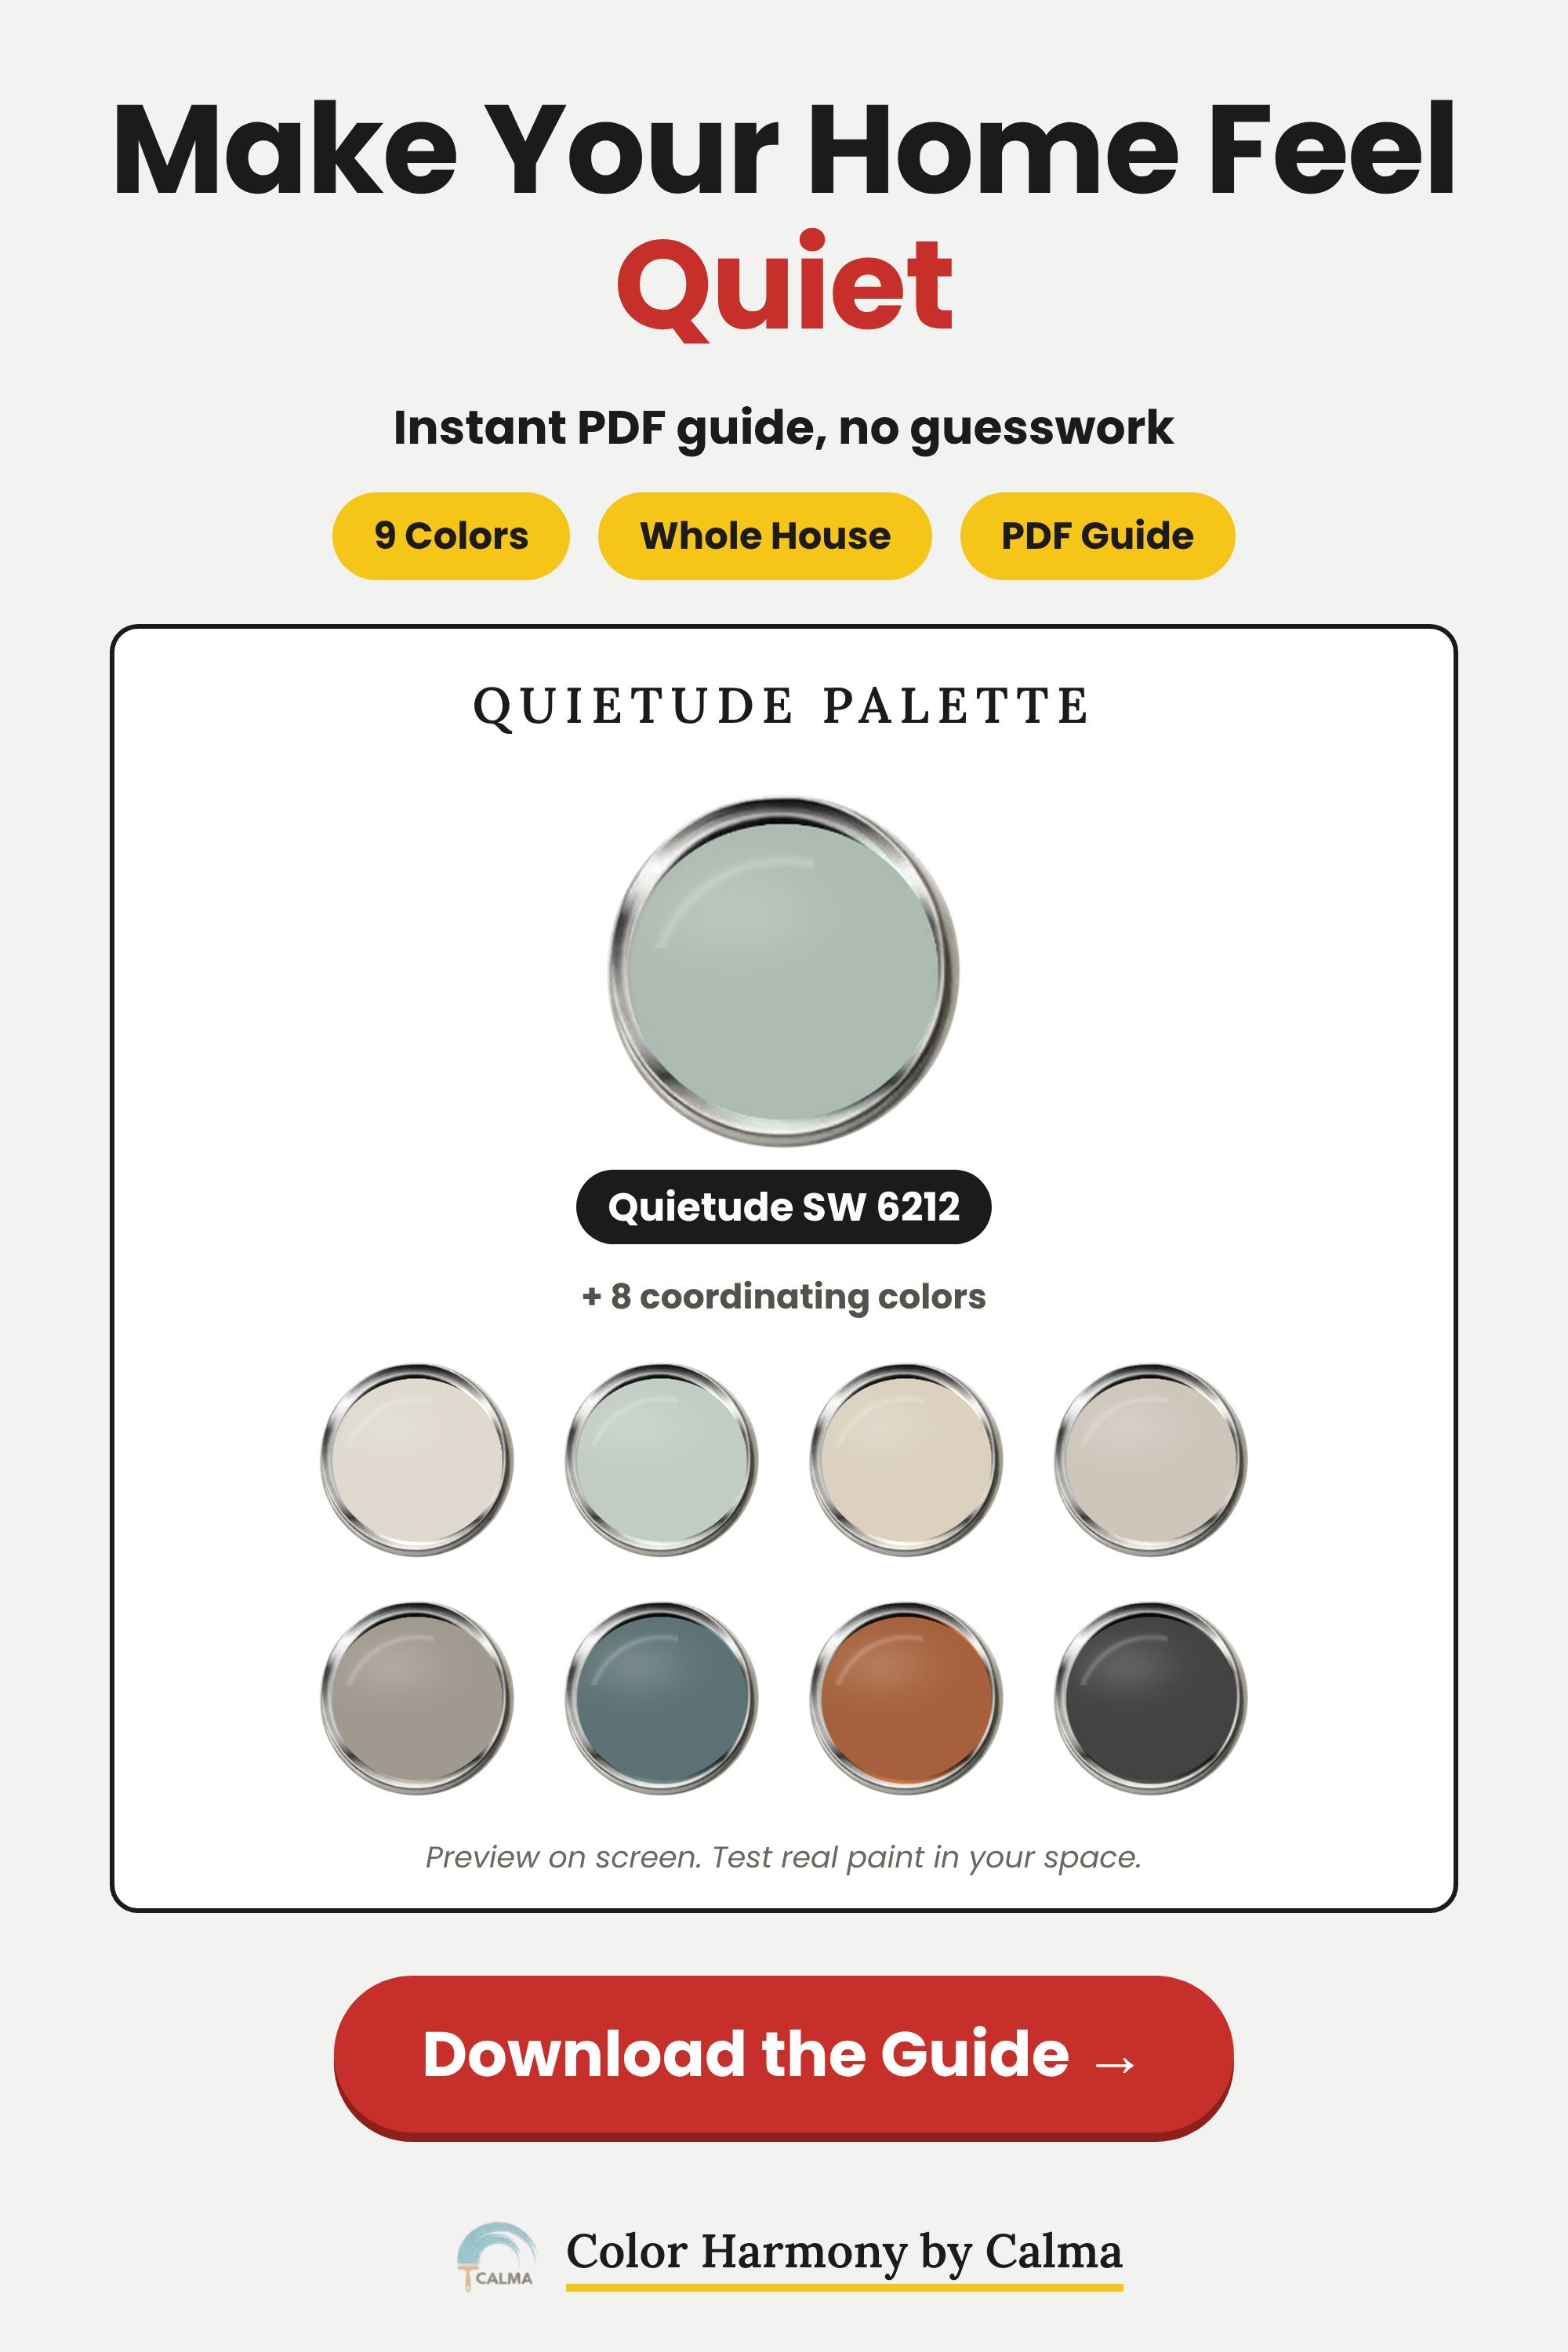 Make Your Home Feel
Quiet
Instant PDF guide, no guesswork
9 Colors
Whole House
PDF Guide
QUIETUDE PALETTE
Quietude SW 6212
+ 8 coordinating colors
Preview on screen. Test real paint in your space.
Download the Guide →
CALMA
Color Harmony by Calma